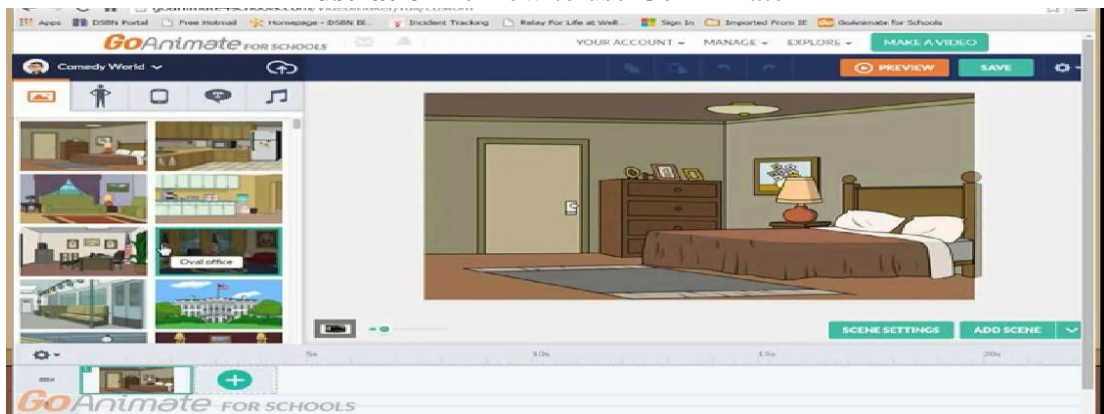 Apps DSBN Portal Free Hotmail Homepage - DSBN BE... Incident Tracking Relay For Life at Well... Sign In Imported From IE GoAnimate for Schools
GoAnimate FOR SCHOOLS YOUR ACCOUNT MANAGE EXPLORE MAKE A VIDEO
Comedy World PREVIEW SAVE
Oval office
SCENE SETTINGS ADD SCENE
5s 10s 15s 20s
GoAnimate FOR SCHOOLS